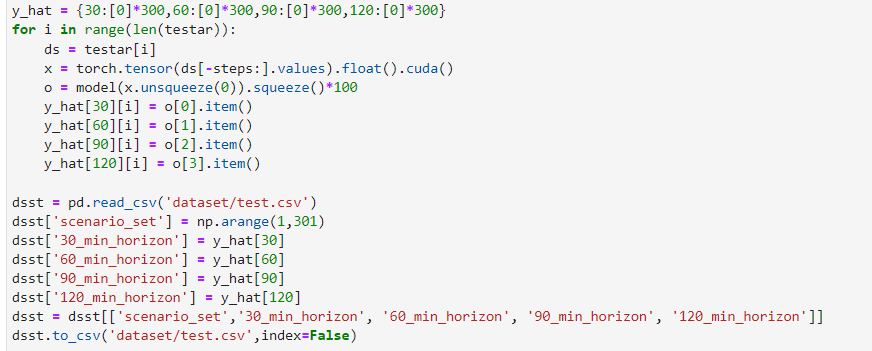 y_hat = {30:[0]*300,60:[0]*300,90:[0]*300,120:[0]*300}
for i in range(len(testar)):
    ds = testar[i]
    x = torch.tensor(ds[-steps:].values).float().cuda()
    o = model(x.unsqueeze(0)).squeeze()*100
    y_hat[30][i] = o[0].item()
    y_hat[60][i] = o[1].item()
    y_hat[90][i] = o[2].item()
    y_hat[120][i] = o[3].item()

dsst = pd.read_csv('dataset/test.csv')
dsst['scenario_set'] = np.arange(1,301)
dsst['30_min_horizon'] = y_hat[30]
dsst['60_min_horizon'] = y_hat[60]
dsst['90_min_horizon'] = y_hat[90]
dsst['120_min_horizon'] = y_hat[120]
dsst = dsst[['scenario_set','30_min_horizon', '60_min_horizon', '90_min_horizon', '120_min_horizon']]
dsst.to_csv('dataset/test.csv',index=False)